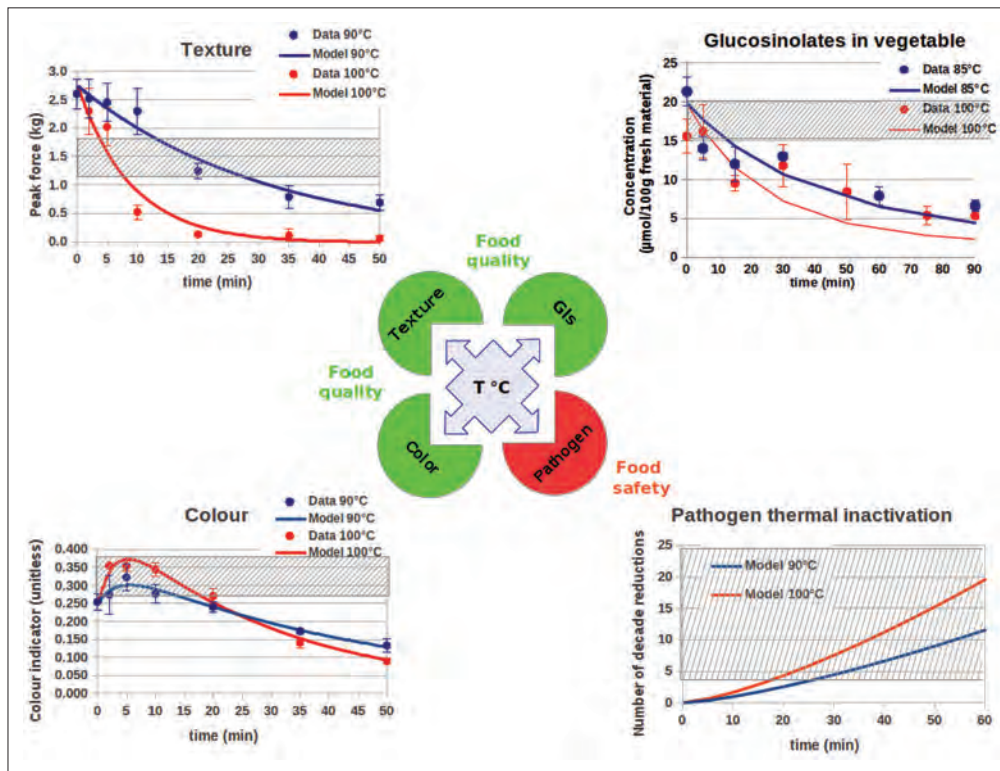 Texture
Data 90°C
Model 90°C
Data 100°C
Model 100°C
Peak force (kg)
3.0
2.5
2.0
1.5
1.0
0.5
0.0
0 5 10 20 35 50
time (min)
Glucosinolates in vegetable
Data 85°C
Model 85°C
Data 100°C
Model 100°C
Concentration
(µmol/100g fresh material)
25
20
15
10
5
0
0 10 20 30 40 50 60 70 80 90
time (min)
Food
quality
Texture
Gls
Food
quality
T °C
Color
Pathogen
Food
safety
Colour
Data 90°C
Model 90°C
Data 100°C
Model 100°C
Colour indicator (unitless)
0.400
0.350
0.300
0.250
0.200
0.150
0.100
0.050
0.000
0 2 5 10 15 20 25 30 35 40 45 50
time (min)
Pathogen thermal inactivation
Model 90°C
Model 100°C
Number of decade reductions
25
20
15
10
5
0
0 10 20 30 40 50 60
time (min)